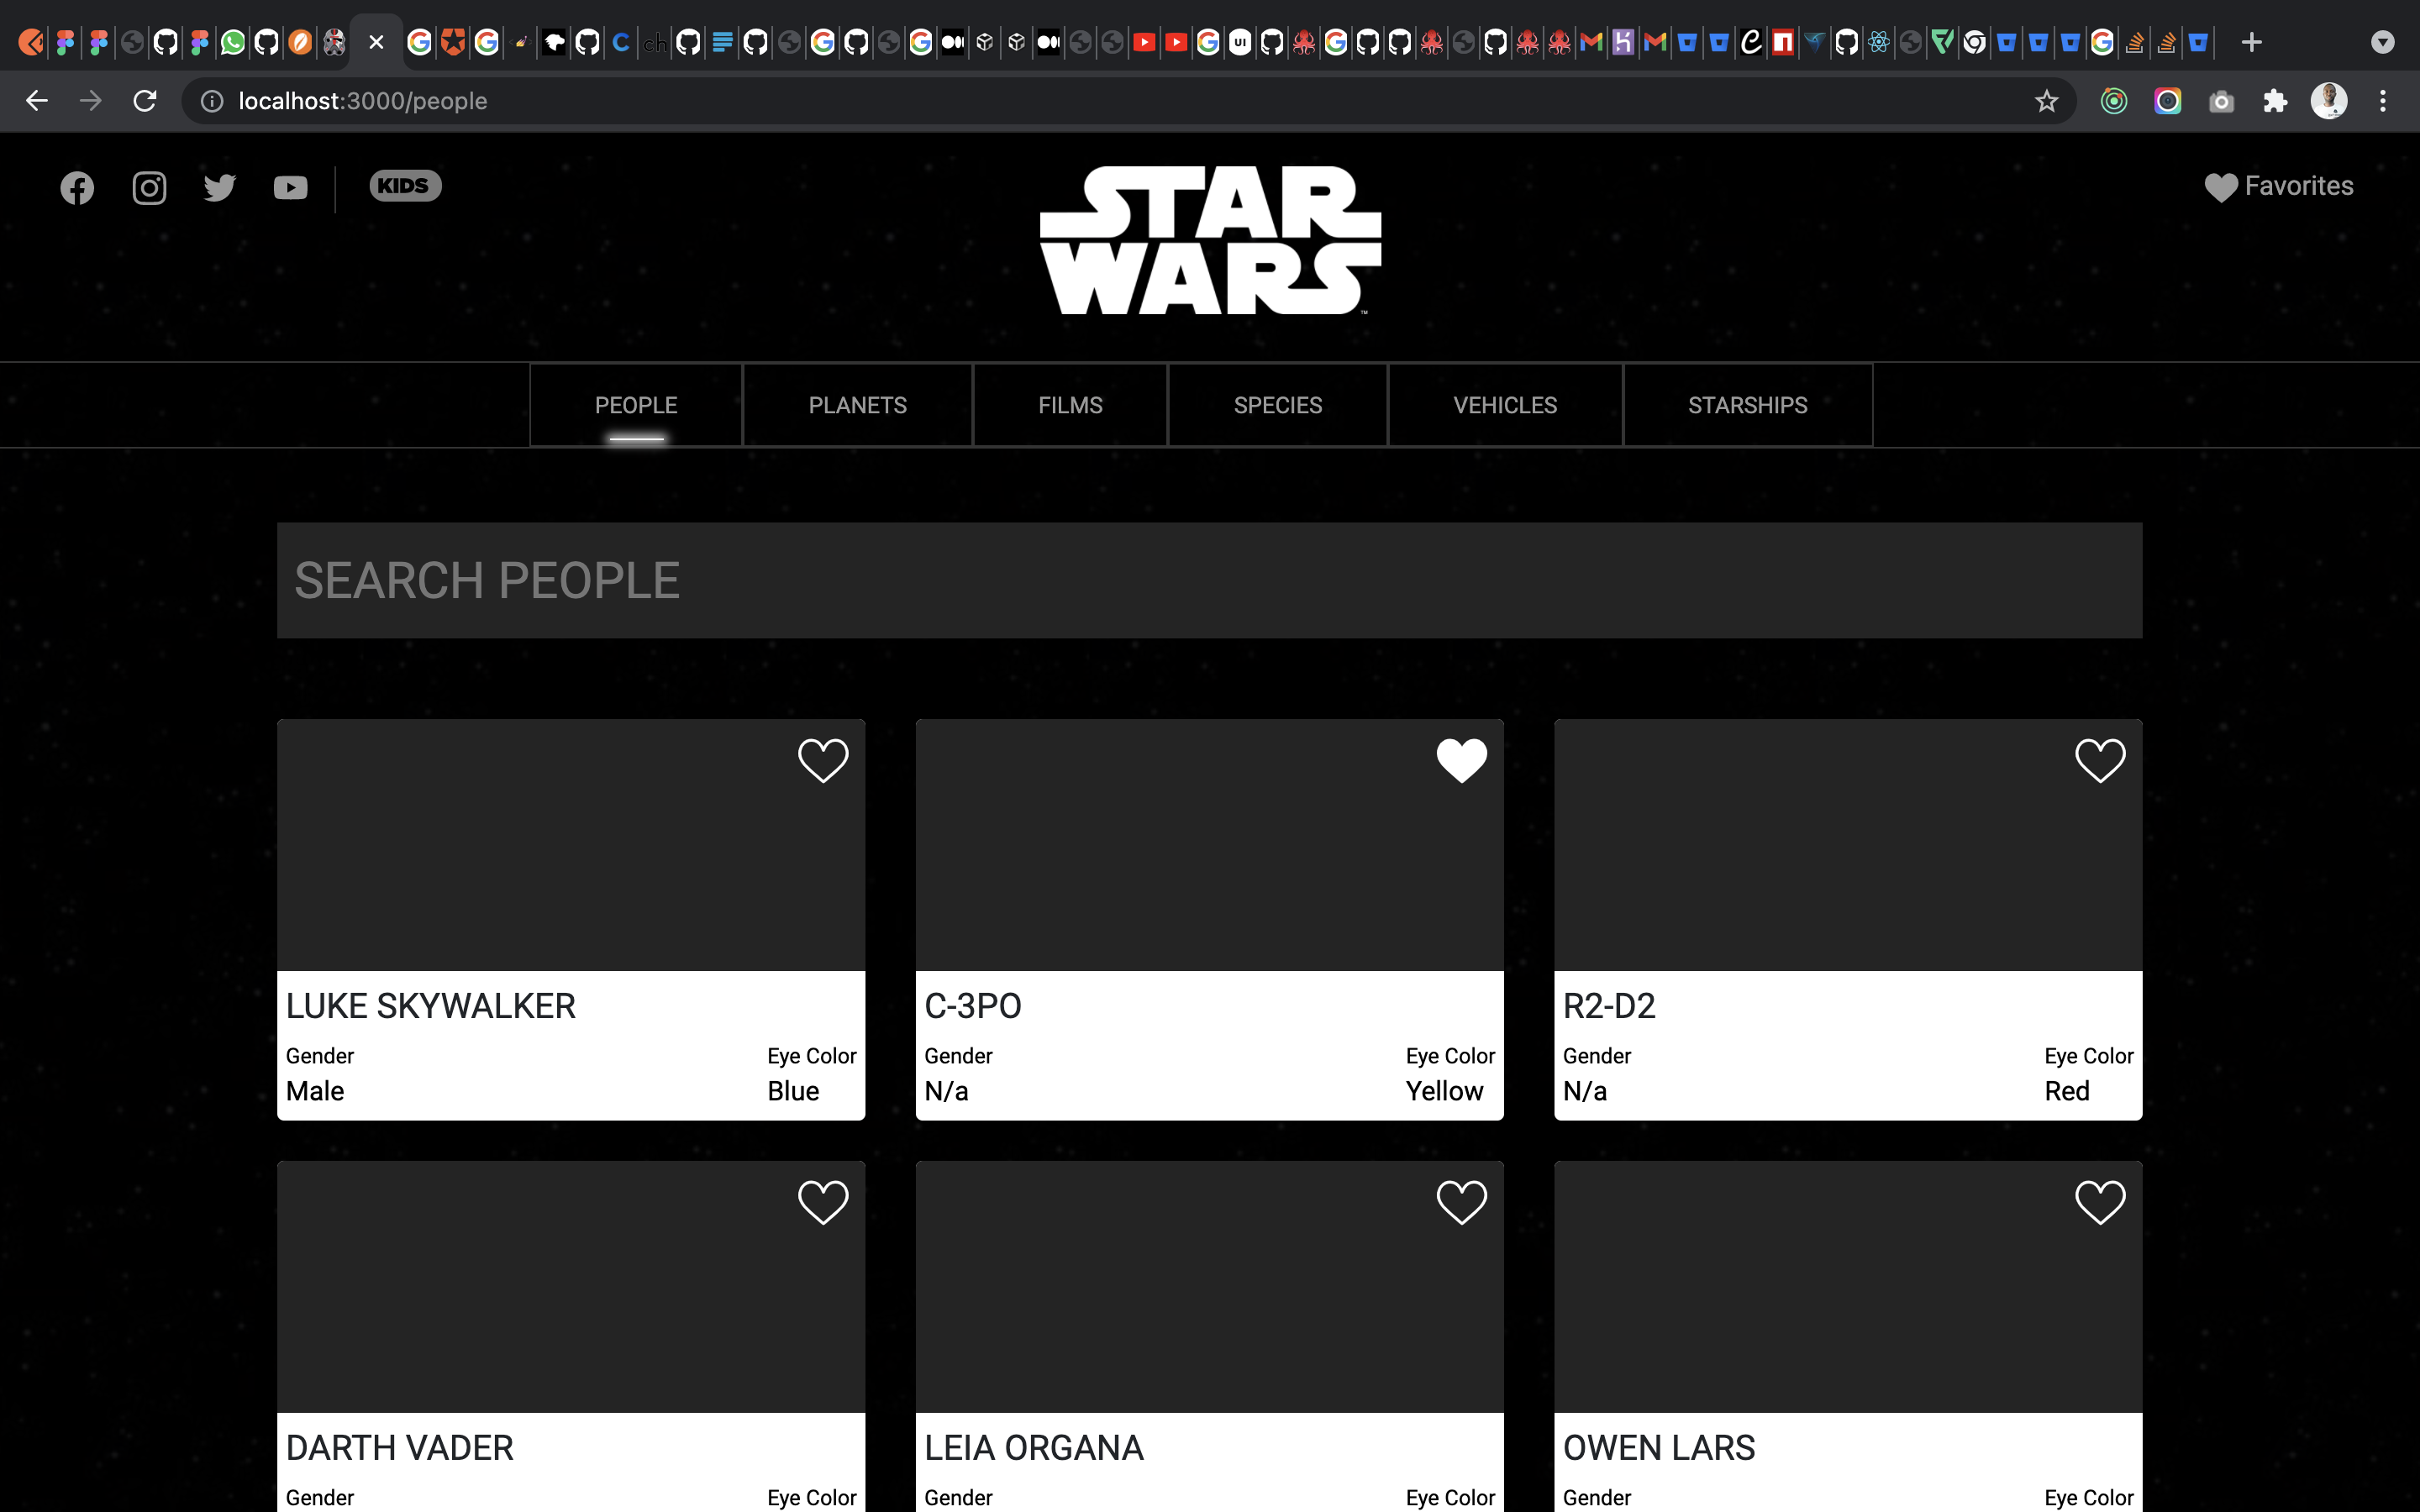 localhost:3000/people
KIDS
STAR
WARS
TM
Favorites
PEOPLE
PLANETS
FILMS
SPECIES
VEHICLES
STARSHIPS
SEARCH PEOPLE
LUKE SKYWALKER
Gender Eye Color
Male Blue
C-3PO
Gender Eye Color
N/a Yellow
R2-D2
Gender Eye Color
N/a Red
DARTH VADER
Gender Eye Color
LEIA ORGANA
Gender Eye Color
OWEN LARS
Gender Eye Color